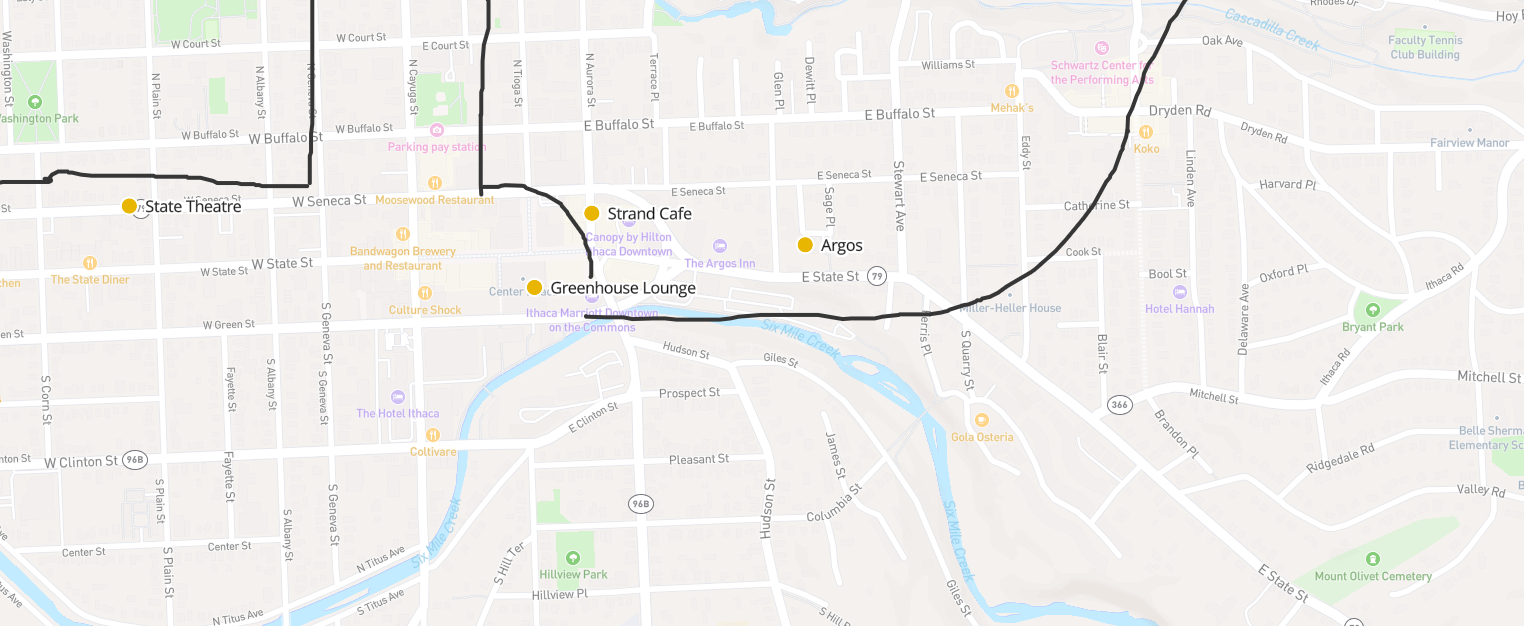 Rhodes Dr
Hoy
W Court St
W Court St
E Court St
Cascadilla Creek
Oak Ave
Faculty Tennis
Club Building
Washington St
N Plain St
N Albany St
N Cayuga St
N Tioga St
N Aurora St
Terrace Pl
Glen Pl
Dewitt Pl
Williams St
Schwartz Center for
the Performing Arts
Mehak's
Washington Park
W Buffalo St
W Buffalo St
W Buffalo St
Parking pay station
E Buffalo St
E Buffalo St
E Buffalo St
Eddy St
Dryden Rd
Dryden Rd
Koko
Fairview Manor
Linden Ave
Harvard Pl
Stewart Ave
Sage Pl
E Seneca St
E Seneca St
E Seneca St
Catherine St
St
State Theatre
W Seneca St
W Seneca St
Moosewood Restaurant
Strand Cafe
Canopy by Hilton
Ithaca Downtown
The Argos Inn
Argos
Bandwagon Brewery
and Restaurant
The State Diner
W State St
W State St
Culture Shock
Greenhouse Lounge
Ithaca Marriott Downtown
on the Commons
E State St
79
Cook St
Bool St
Hotel Hannah
Oxford Pl
Ithaca Rd
Bryant Park
Miller-Heller House
Delaware Ave
W Green St
en St
S Geneva St
S Geneva St
S Geneva St
Six Mile Creek
Hudson St
Giles St
S Quarry St
Blair St
Ithaca Rd
Mitchell St
Mitchell St
366
Brandon Pl
S Corn St
Fayette St
Fayette St
S Albany St
S Albany St
The Hotel Ithaca
Coltivare
E Clinton St
Prospect St
Pleasant St
James St
Columbia St
Gola Osteria
Belle Sherm
Elementary Sc
Ridgedale Rd
Valley Rd
nton St
W Clinton St
96B
96B
S Plain St
S Plain St
Hudson St
Six Mile Creek
Six Mile Creek
Center St
Center St
N Titus Ave
N Titus Ave
S Titus Ave
S Hill Ter
Hillview Park
Hillview Pl
Giles St
E State St
Mount Olivet Cemetery